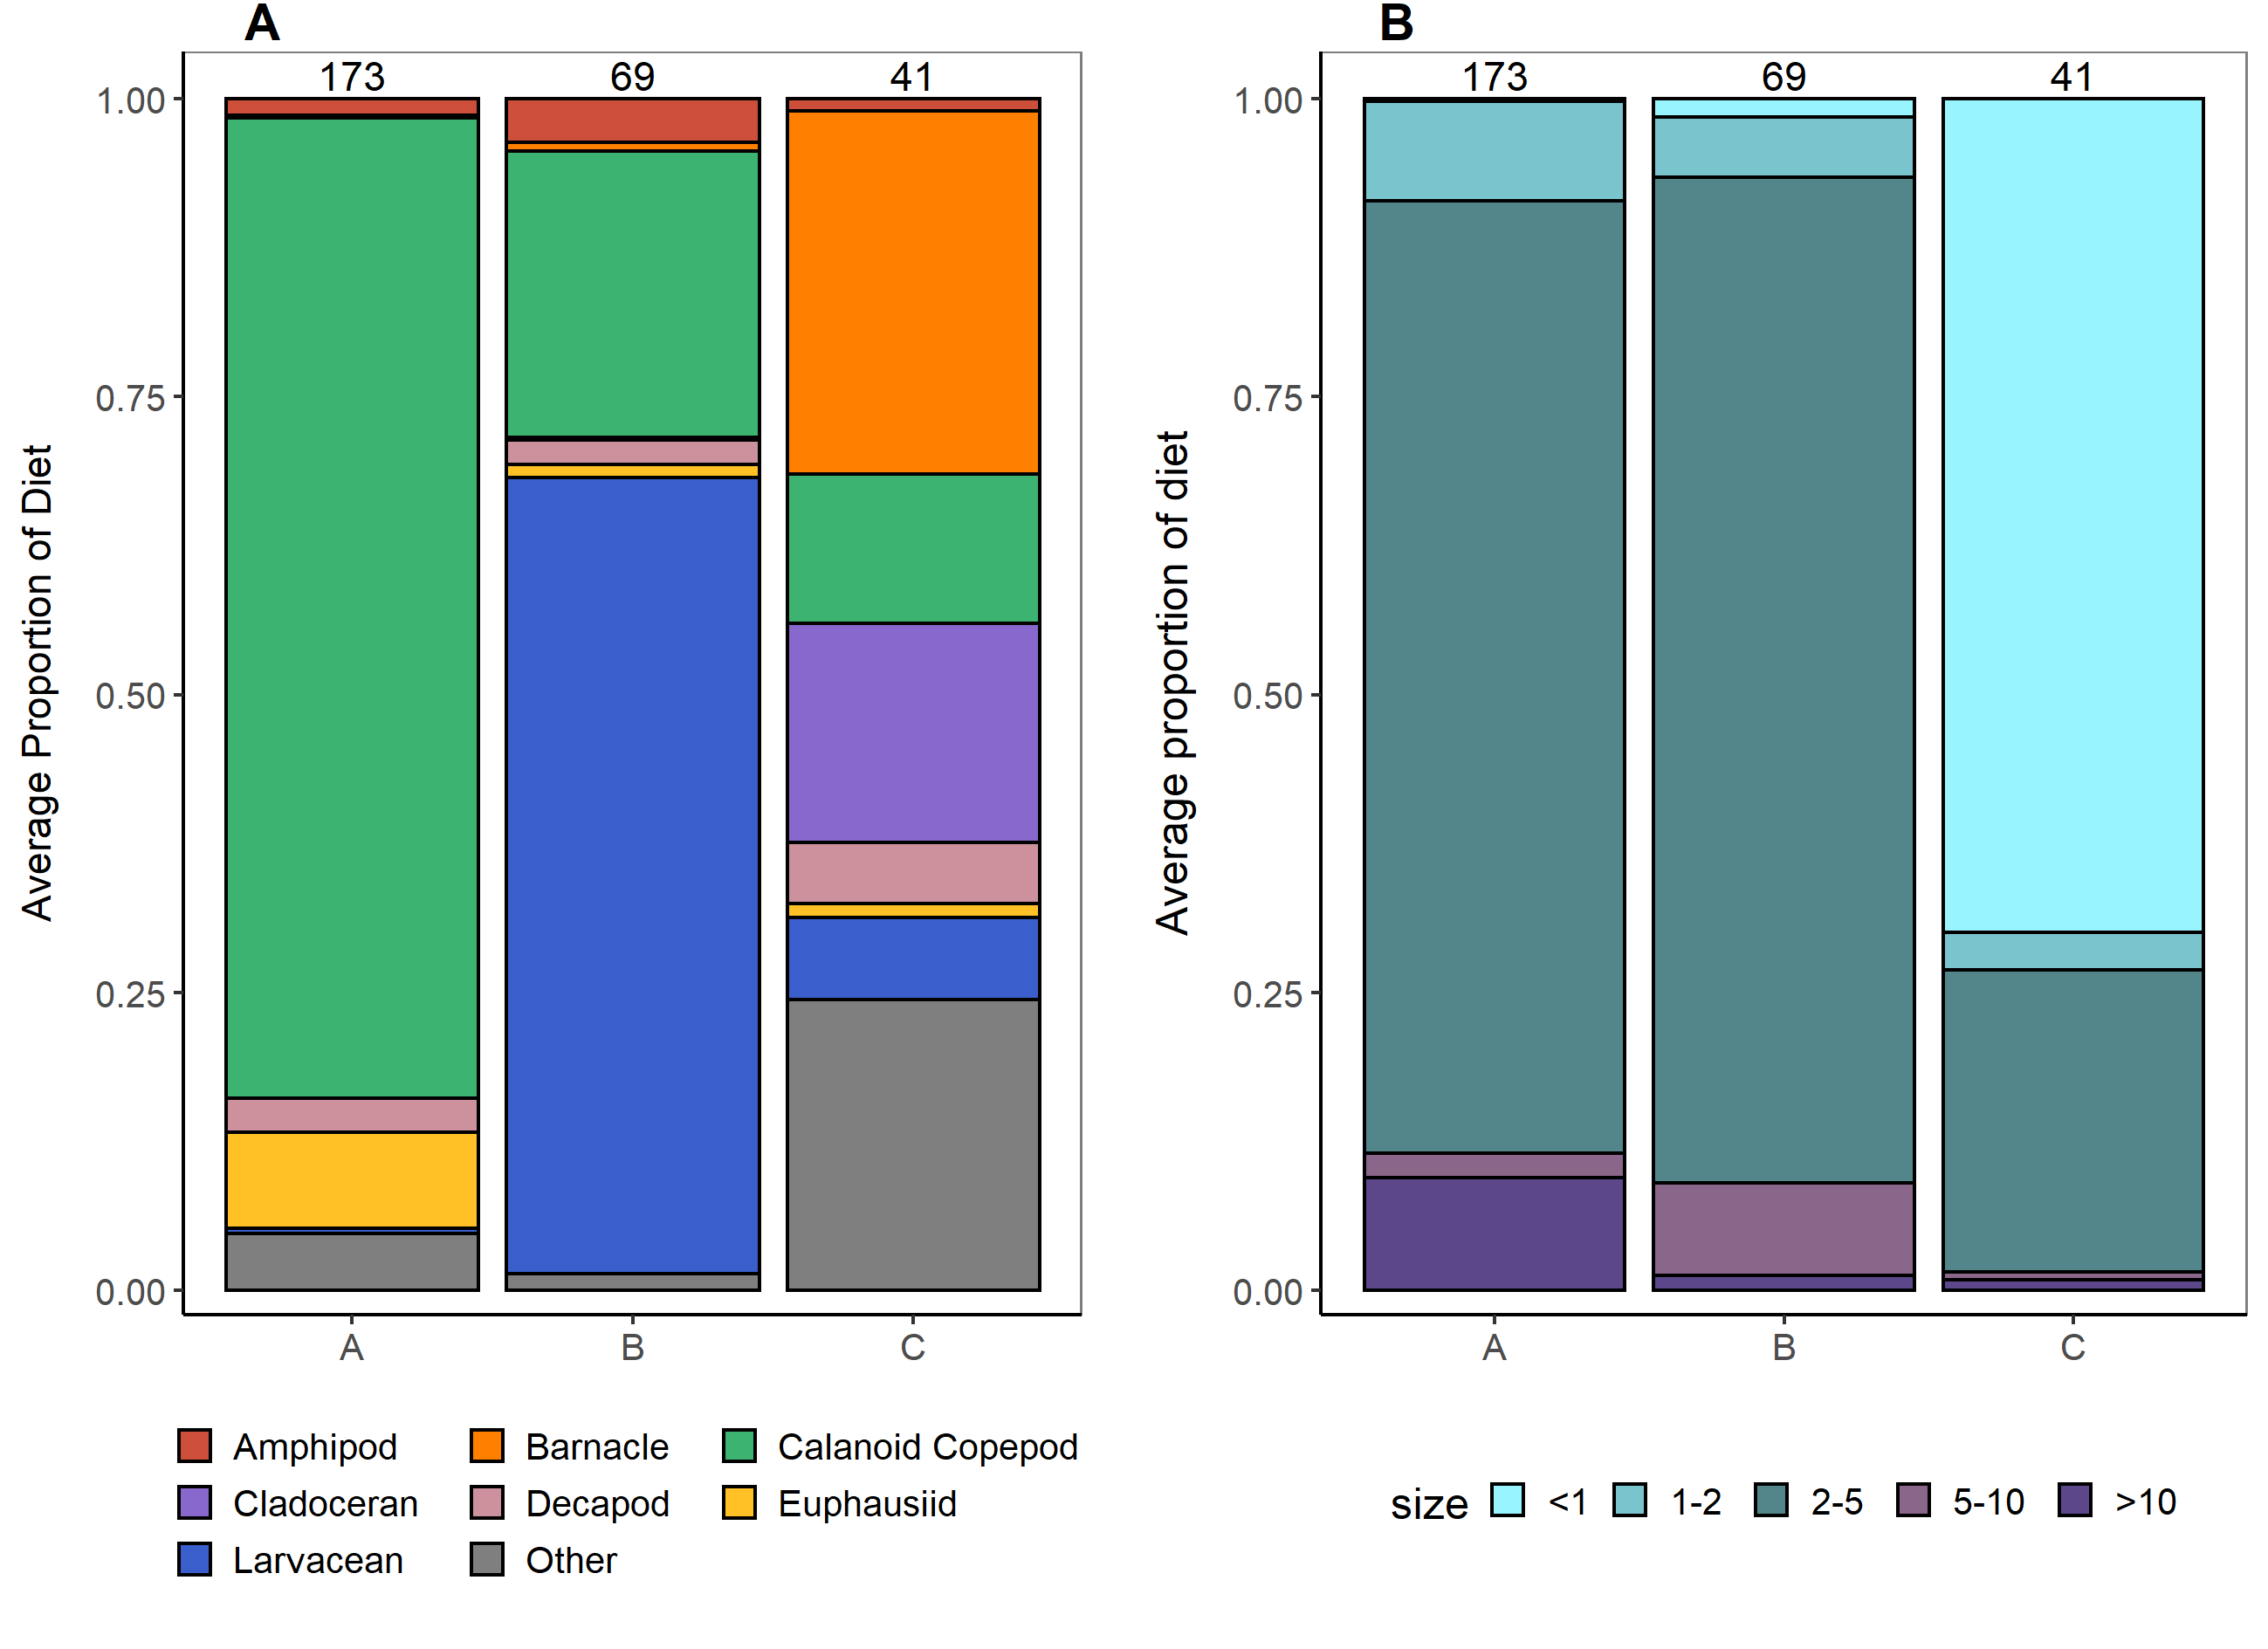 A
173 69 41
1.00
0.75
0.50
0.25
0.00
Average Proportion of Diet
A B C
Amphipod Barnacle Calanoid Copepod
Cladoceran Decapod Euphausiid
Larvacean Other
B
173 69 41
1.00
0.75
0.50
0.25
0.00
Average proportion of diet
A B C
size <1 1-2 2-5 5-10 >10